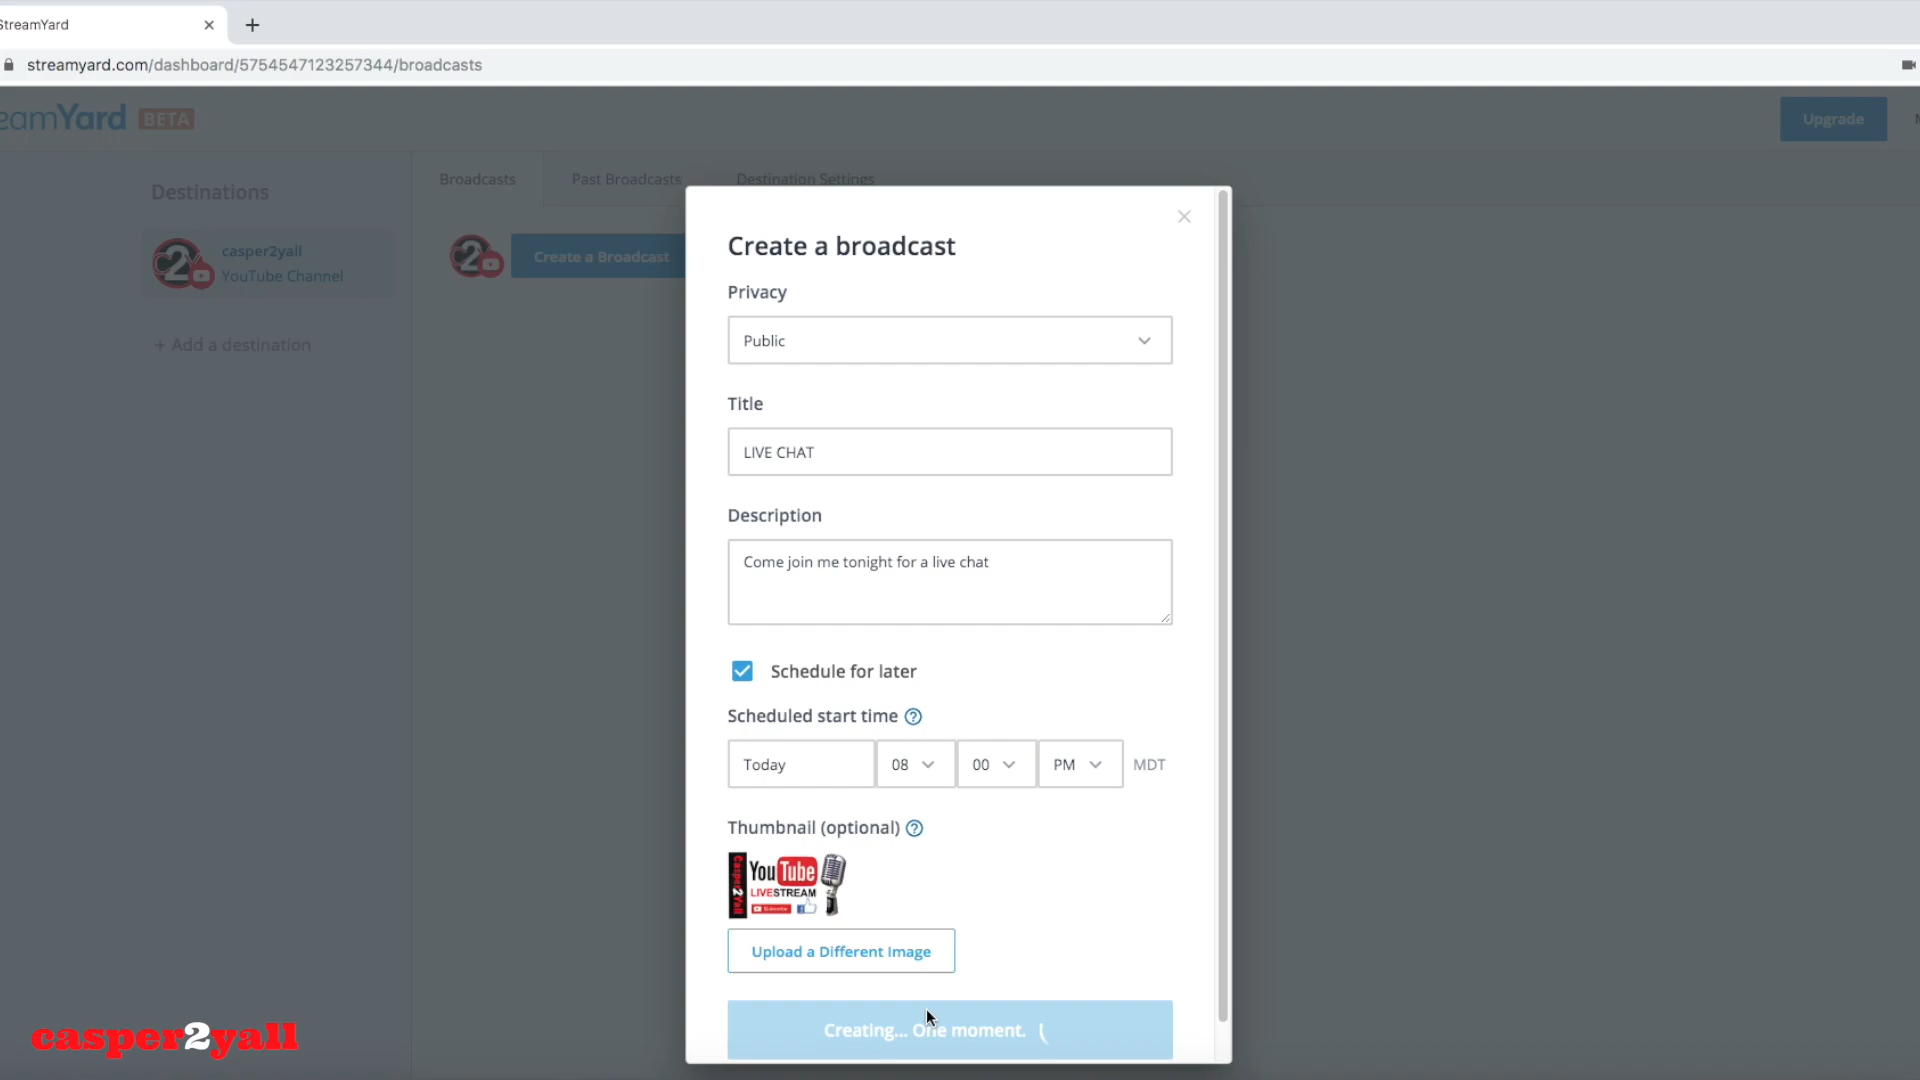 StreamYard
streamyard.com/dashboard/5754547123257344/broadcasts
eamYard BETA
Upgrade
Destinations
Broadcasts
Past Broadcasts
Destination Settings
casper2yall
YouTube Channel
Create a Broadcast
+ Add a destination
Create a broadcast
Privacy
Public
Title
LIVE CHAT
Description
Come join me tonight for a live chat
Schedule for later
Scheduled start time ?
Today 08 00 PM MDT
Thumbnail (optional) ?
Casper2Yall
YouTube
LIVESTREAM
Upload a Different Image
Creating... One moment.
casper2yall